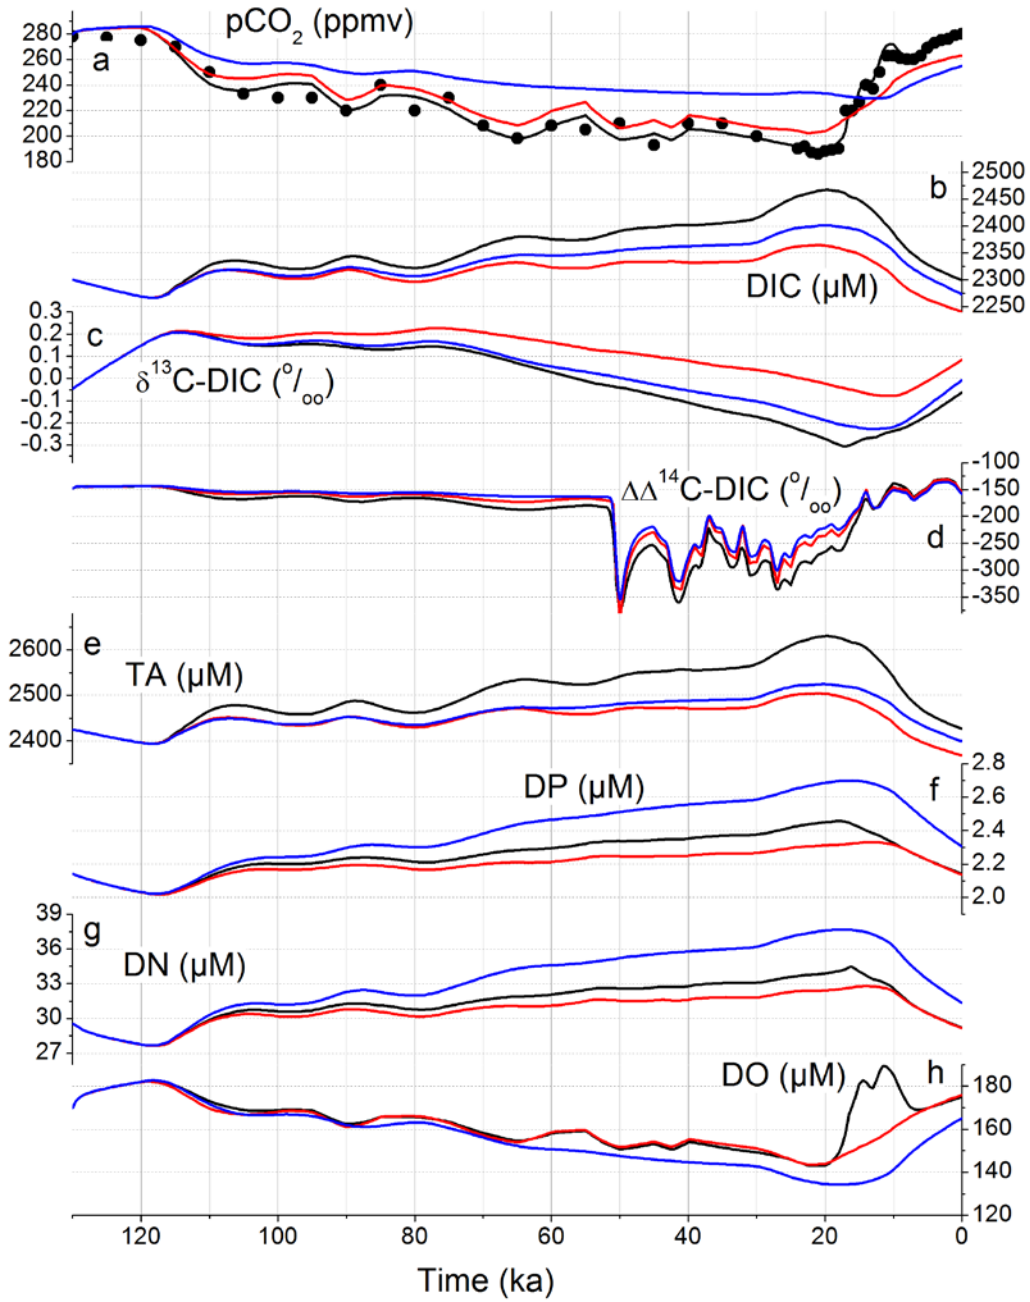 pCO2 (ppmv)
a
280
260
240
220
200
180
b
2500
2450
2400
2350
2300
2250
DIC (µM)
c
0.3
0.2
0.1
0.0
-0.1
-0.2
-0.3
δ13C-DIC (o/oo)
-100
-150
-200
-250
-300
-350
ΔΔ14C-DIC (o/oo)
d
e
2600
2500
2400
TA (µM)
DP (µM)
f
2.8
2.6
2.4
2.2
2.0
g
39
36
33
30
27
DN (µM)
DO (µM)
h
180
160
140
120
120 100 80 60 40 20 0
Time (ka)